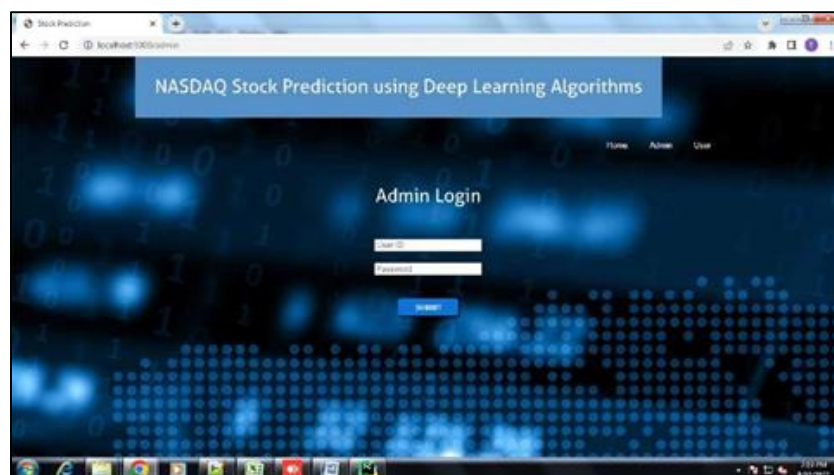 Stock Prediction
NASDAQ Stock Prediction using Deep Learning Algorithms
Home Admin User
Admin Login
User ID
Password
SUBMIT